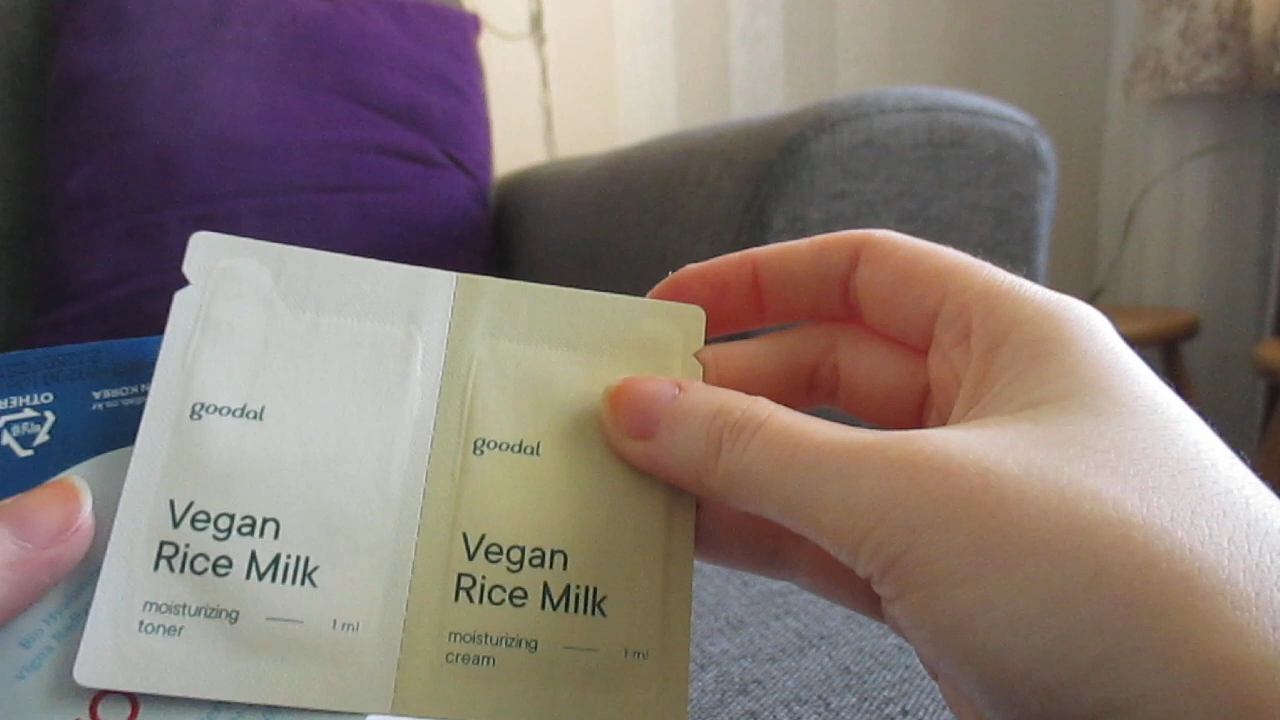 goodal
Vegan
Rice Milk
moisturizing
toner
1 ml
goodal
Vegan
Rice Milk
moisturizing
cream
1 ml
OTHER
KOREA